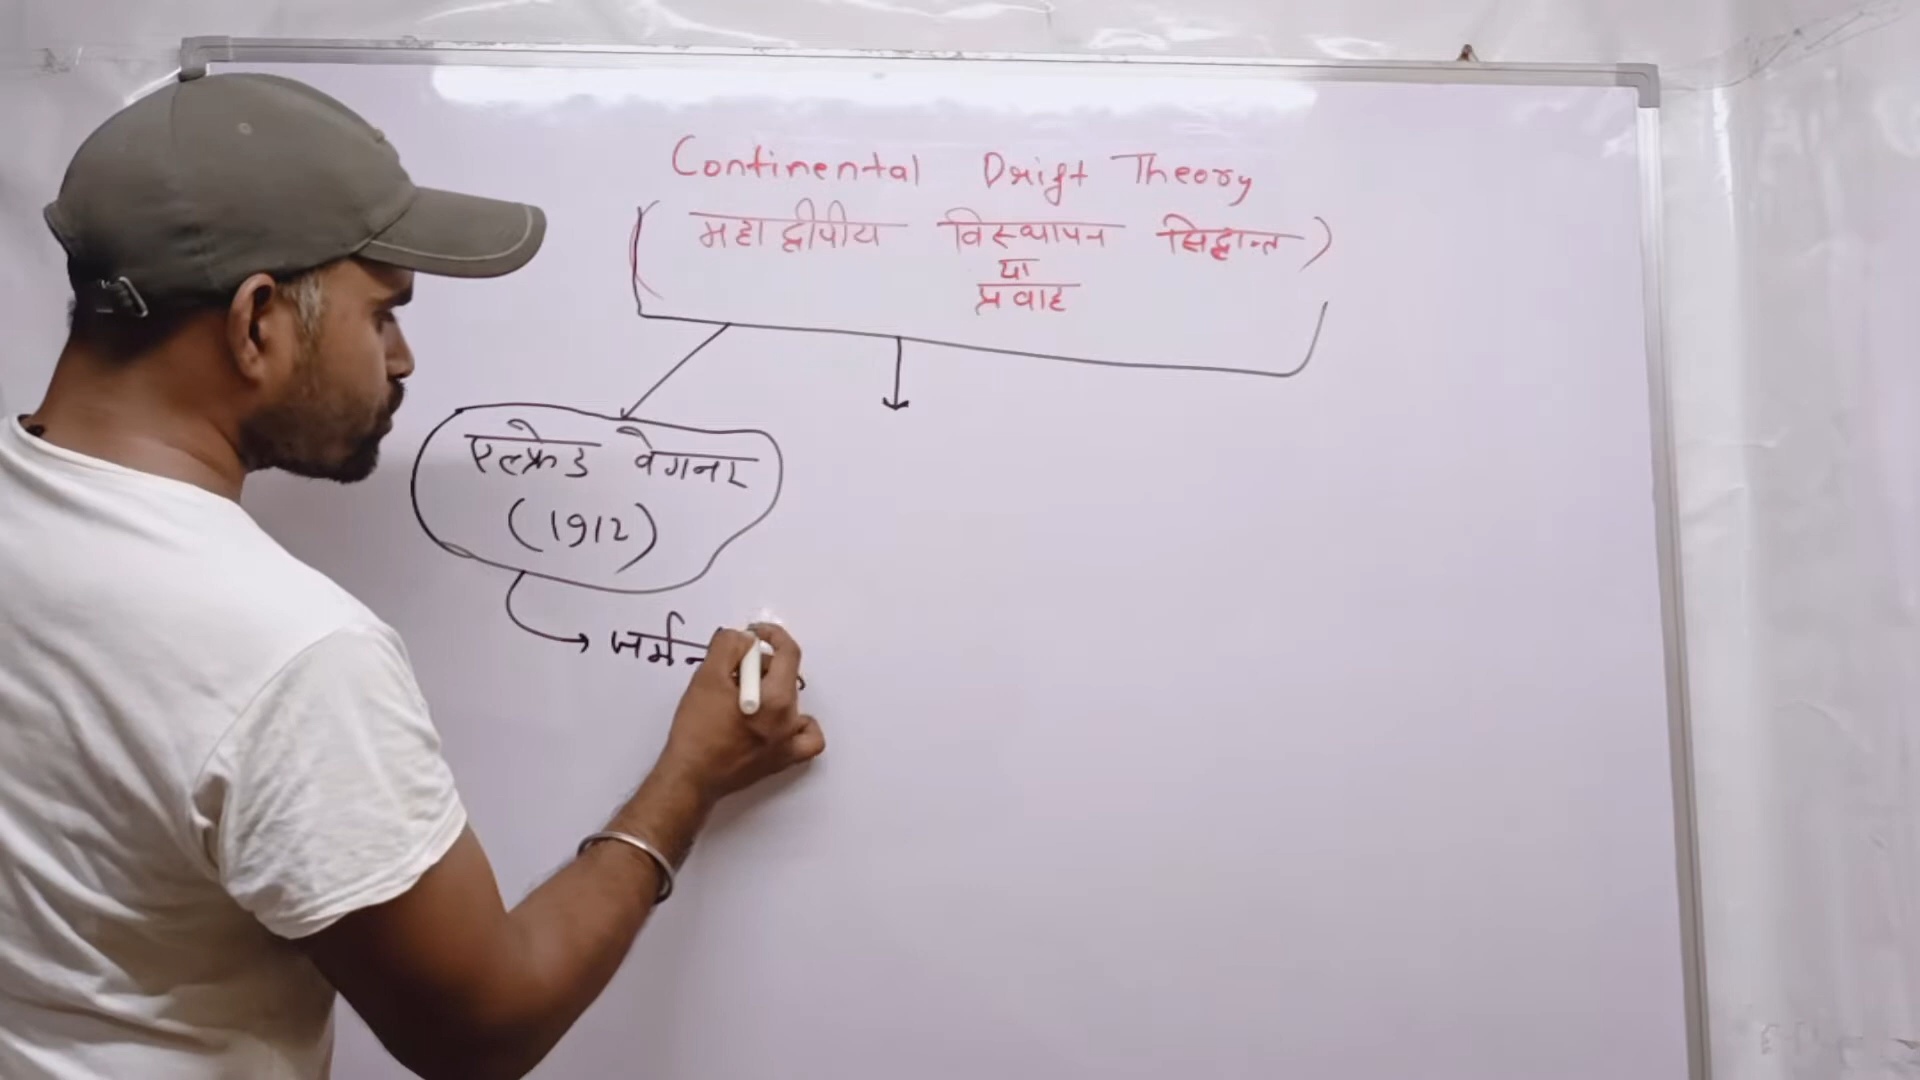 Continental Drift Theory
(महाद्वीपीय विस्थापन सिद्धान्त)
या
प्रवाह
एल्फ्रेड वेगनर
(1912)